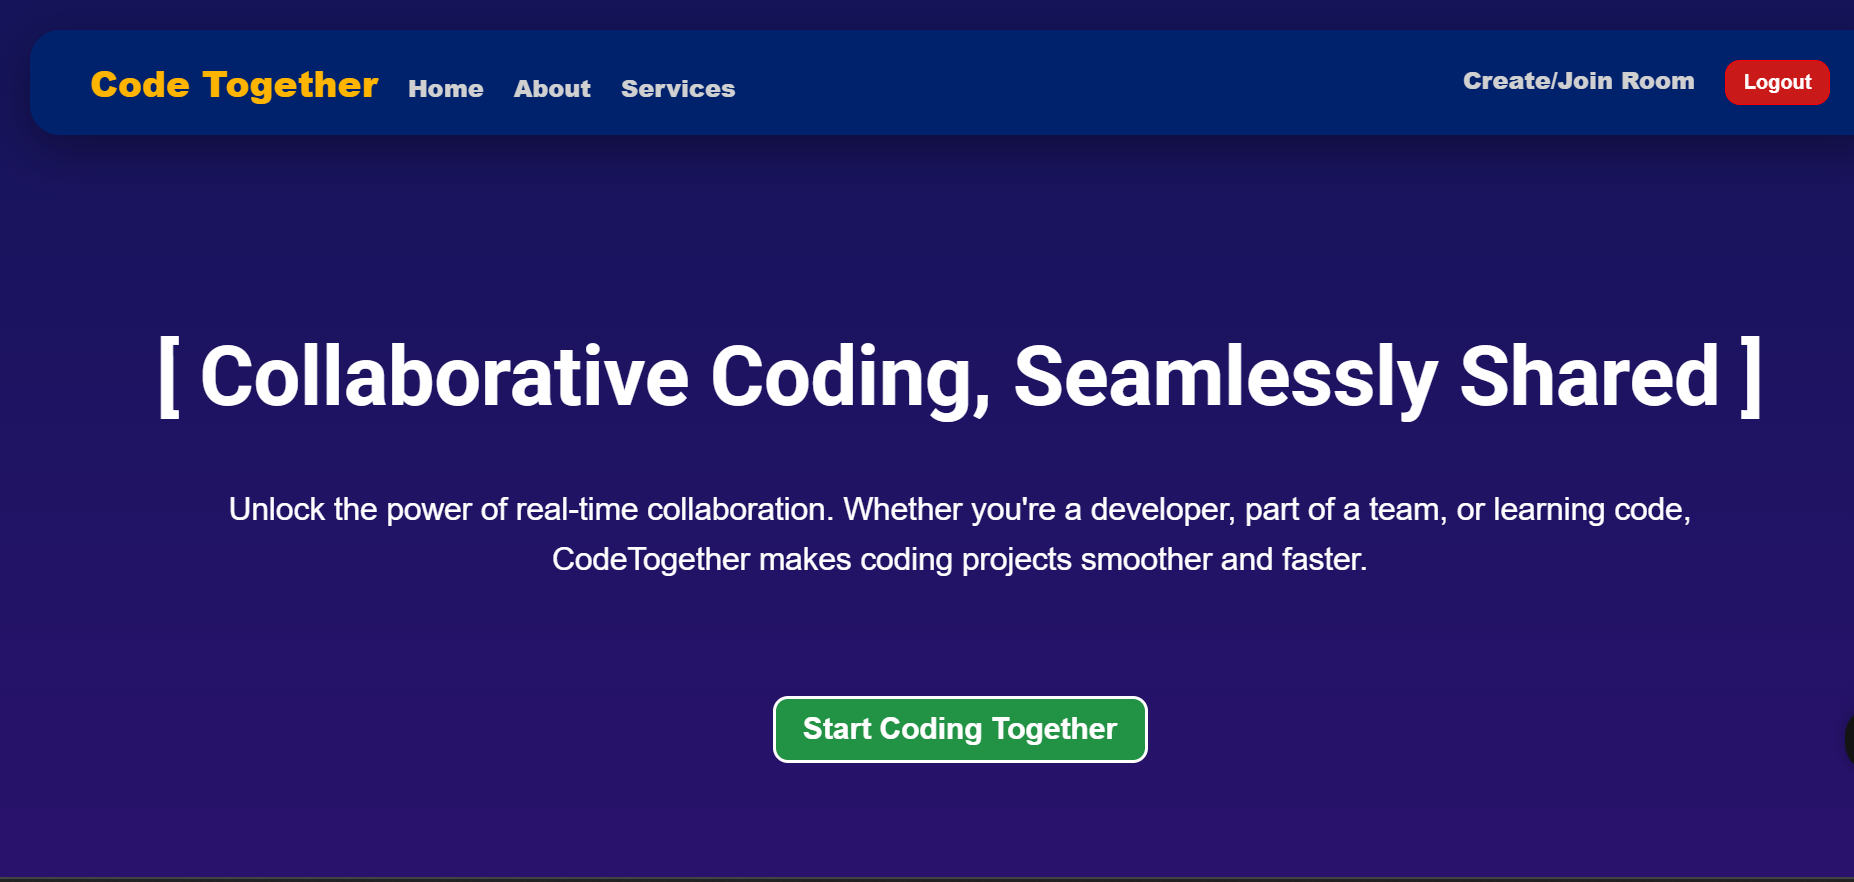 Code Together Home About Services Create/Join Room Logout
[ Collaborative Coding, Seamlessly Shared ]
Unlock the power of real-time collaboration. Whether you're a developer, part of a team, or learning code,
CodeTogether makes coding projects smoother and faster.
Start Coding Together